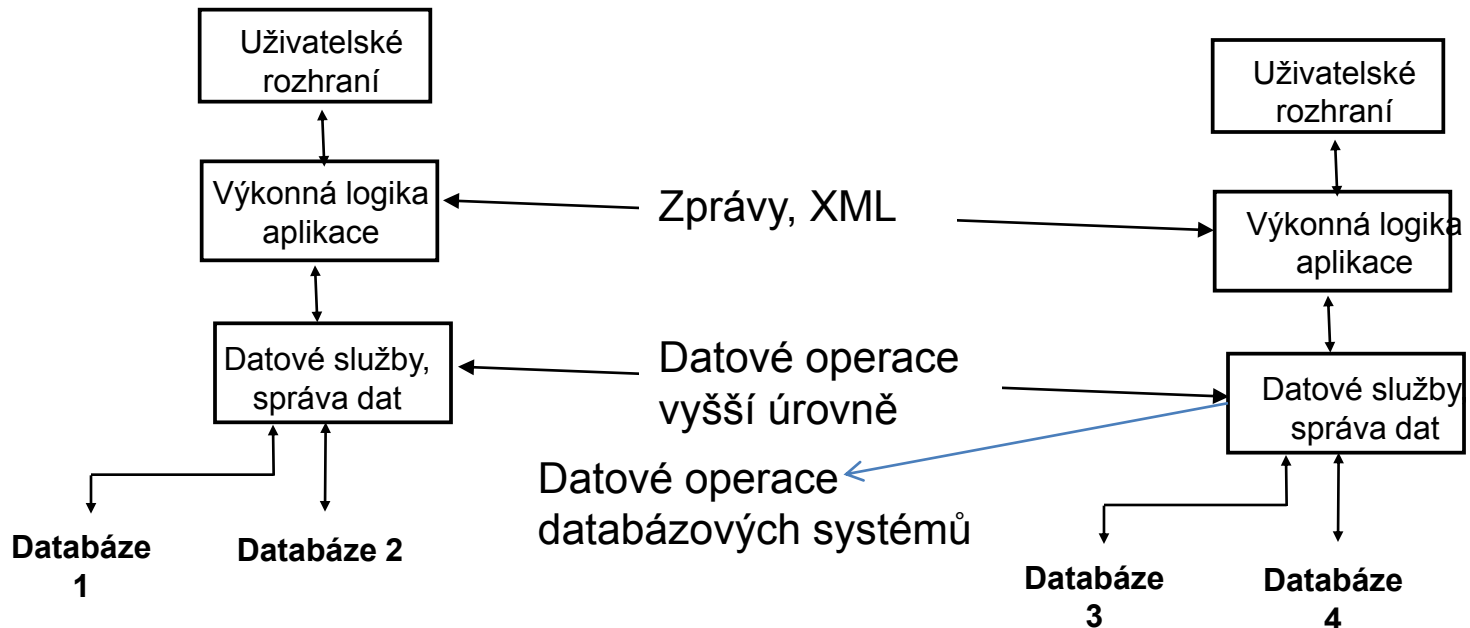 Uživatelské
rozhraní
Výkonná logika
aplikace
Datové služby,
správa dat
Databáze
1
Databáze 2
Zprávy, XML
Datové operace
vyšší úrovně
Datové operace
databázových systémů
Uživatelské
rozhraní
Výkonná logika
aplikace
Datové služby
správa dat
Databáze
3
Databáze
4